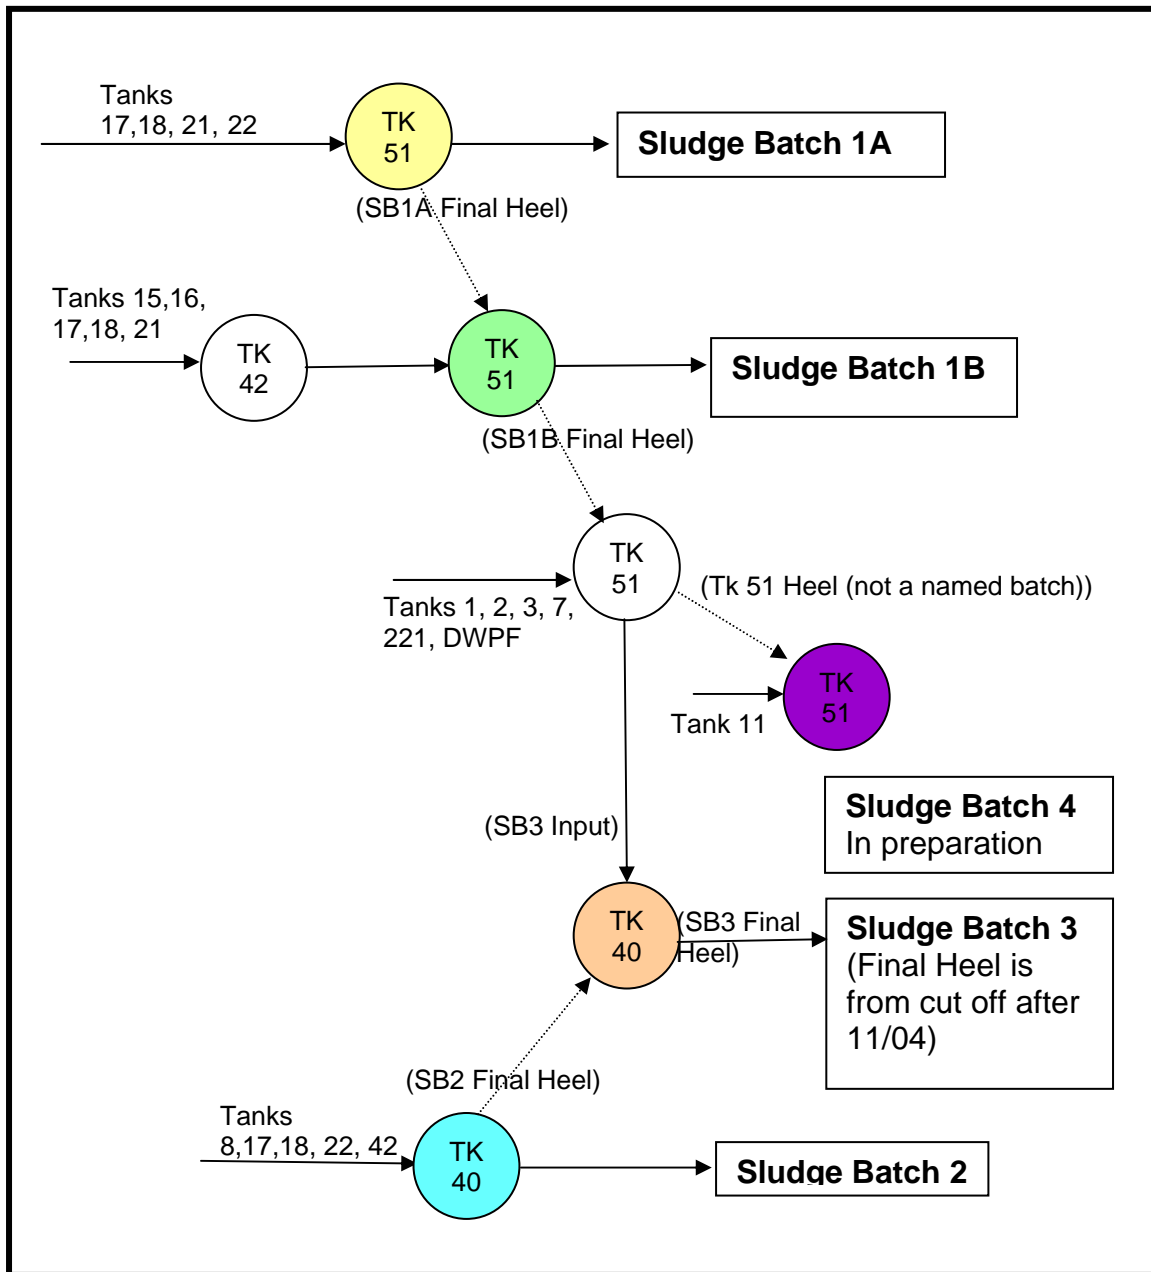 Tanks
17,18, 21, 22
TK
51
Sludge Batch 1A
(SB1A Final Heel)
Tanks 15,16,
17,18, 21
TK
42
TK
51
Sludge Batch 1B
(SB1B Final Heel)
TK
51
(Tk 51 Heel (not a named batch))
Tanks 1, 2, 3, 7,
221, DWPF
TK
51
Tank 11
Sludge Batch 4
In preparation
(SB3 Input)
TK
40
(SB3 Final
Heel)
Sludge Batch 3
(Final Heel is
from cut off after
11/04)
(SB2 Final Heel)
Tanks
8,17,18, 22, 42
TK
40
Sludge Batch 2